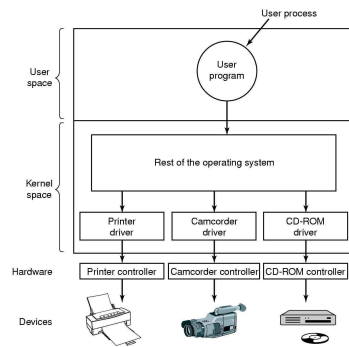 User process
User
program
User
space
Rest of the operating system
Kernel
space
Printer
driver
Camcorder
driver
CD-ROM
driver
Hardware
Printer controller
Camcorder controller
CD-ROM controller
Devices